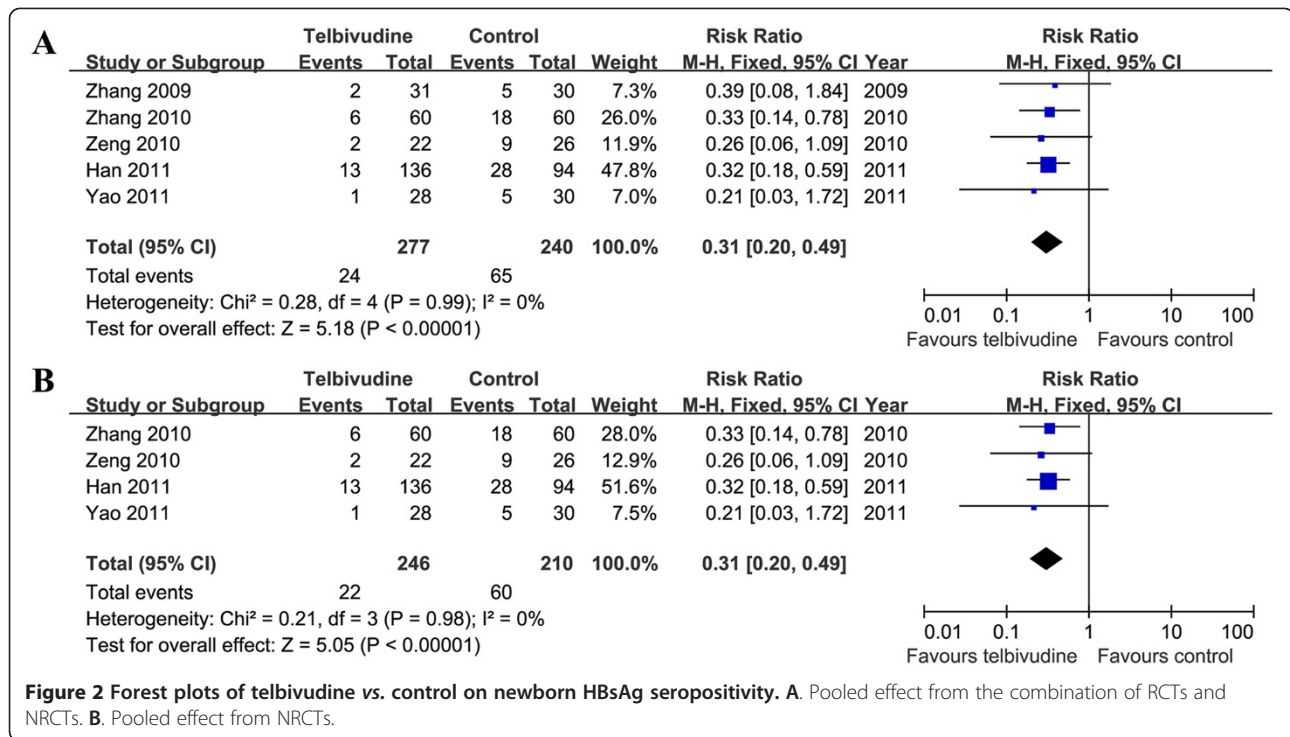 A
Telbivudine Control Risk Ratio Risk Ratio
Study or Subgroup Events Total Events Total Weight M-H, Fixed, 95% CI Year M-H, Fixed, 95% CI
Zhang 2009 2 31 5 30 7.3% 0.39 [0.08, 1.84] 2009
Zhang 2010 6 60 18 60 26.0% 0.33 [0.14, 0.78] 2010
Zeng 2010 2 22 9 26 11.9% 0.26 [0.06, 1.09] 2010
Han 2011 13 136 28 94 47.8% 0.32 [0.18, 0.59] 2011
Yao 2011 1 28 5 30 7.0% 0.21 [0.03, 1.72] 2011
Total (95% CI) 277 240 100.0% 0.31 [0.20, 0.49]
Total events 24 65
Heterogeneity: Chi² = 0.28, df = 4 (P = 0.99); I² = 0%
Test for overall effect: Z = 5.18 (P < 0.00001)
0.01 0.1 1 10 100
Favours telbivudine Favours control
B
Telbivudine Control Risk Ratio Risk Ratio
Study or Subgroup Events Total Events Total Weight M-H, Fixed, 95% CI Year M-H, Fixed, 95% CI
Zhang 2010 6 60 18 60 28.0% 0.33 [0.14, 0.78] 2010
Zeng 2010 2 22 9 26 12.9% 0.26 [0.06, 1.09] 2010
Han 2011 13 136 28 94 51.6% 0.32 [0.18, 0.59] 2011
Yao 2011 1 28 5 30 7.5% 0.21 [0.03, 1.72] 2011
Total (95% CI) 246 210 100.0% 0.31 [0.20, 0.49]
Total events 22 60
Heterogeneity: Chi² = 0.21, df = 3 (P = 0.98); I² = 0%
Test for overall effect: Z = 5.05 (P < 0.00001)
0.01 0.1 1 10 100
Favours telbivudine Favours control
Figure 2 Forest plots of telbivudine vs. control on newborn HBsAg seropositivity. A. Pooled effect from the combination of RCTs and
NRCTs. B. Pooled effect from NRCTs.